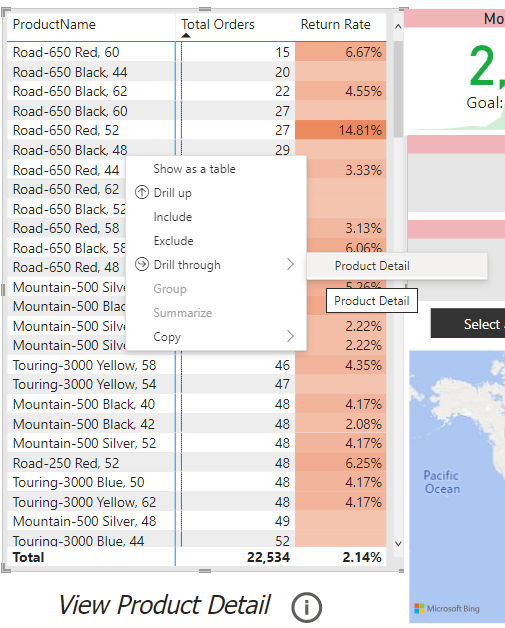 ProductName Total Orders Return Rate
Road-650 Red, 60 15 6.67%
Road-650 Black, 44 20
Road-650 Black, 62 22 4.55%
Road-650 Black, 60 27
Road-650 Red, 52 27 14.81%
Road-650 Black, 48 29
Road-650 Red, 44 3.33%
Road-650 Red, 62
Road-650 Black, 52
Road-650 Red, 58 3.13%
Road-650 Black, 58 6.06%
Road-650 Red, 48
Mountain-500 Silve 5.26%
Mountain-500 Blac
Mountain-500 Silve 2.22%
Mountain-500 Silve 2.22%
Touring-3000 Yellow, 58 46 4.35%
Touring-3000 Yellow, 54 47
Mountain-500 Black, 40 48 4.17%
Mountain-500 Black, 42 48 2.08%
Mountain-500 Silver, 52 48 4.17%
Road-250 Red, 52 48 6.25%
Touring-3000 Blue, 50 48 4.17%
Touring-3000 Yellow, 62 48 4.17%
Mountain-500 Silver, 48 49
Touring-3000 Blue, 44 52
Total 22,534 2.14%
Show as a table
Drill up
Include
Exclude
Drill through
Group
Summarize
Copy
Product Detail
Product Detail
Mo
2,
Goal:
Select
Pacific
Ocean
Microsoft Bing
View Product Detail